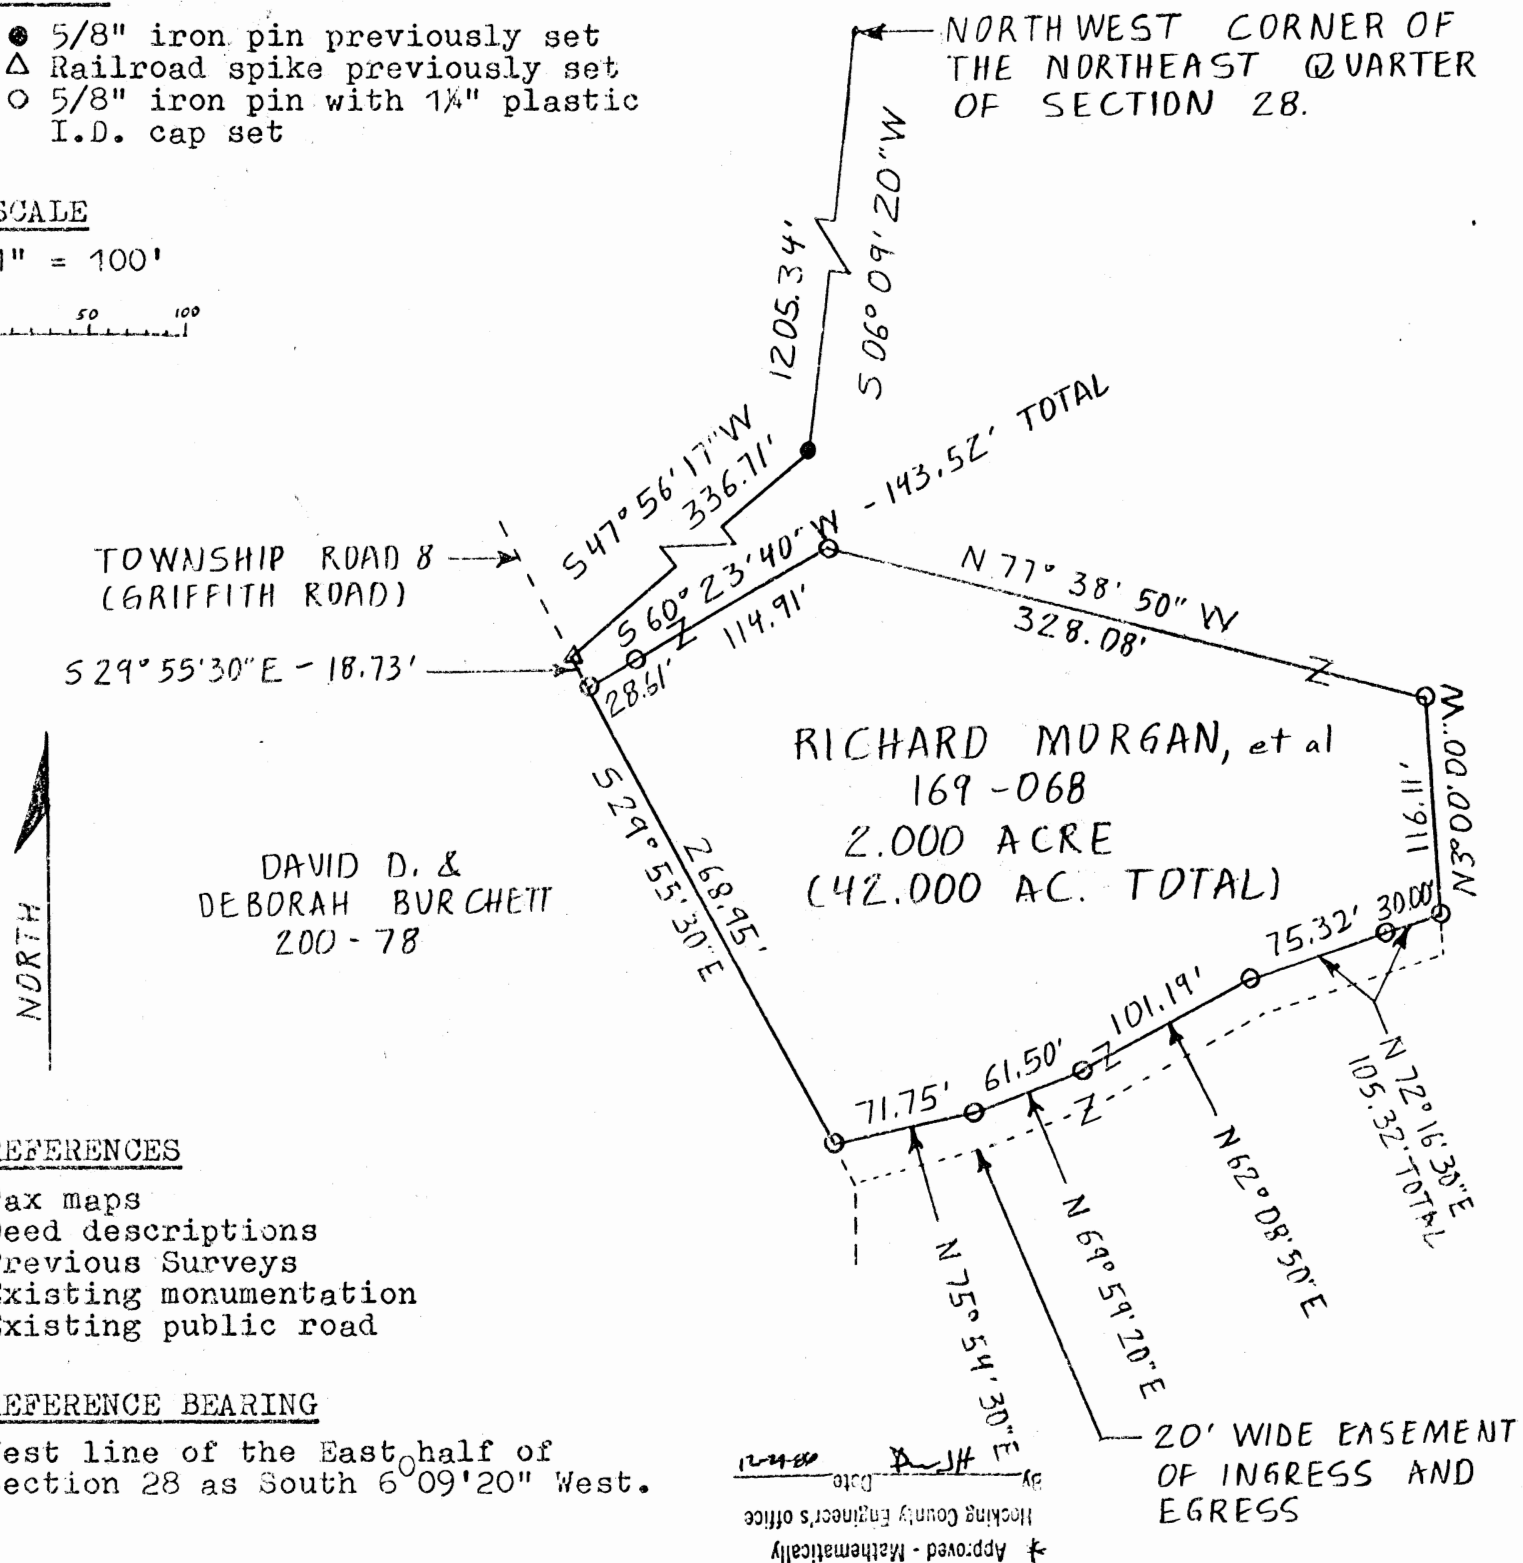 5/8" iron pin previously set
Railroad spike previously set
5/8" iron pin with 1¼" plastic
I.D. cap set
SCALE
1" = 100'
50 100
NORTHWEST CORNER OF
THE NORTHEAST QUARTER
OF SECTION 28.
1205.34'
S 06° 09' 20" W
S 47° 56' 17" W
336.71'
- 143.52' TOTAL
S 60° 23' 40" W
114.91'
28.61'
TOWNSHIP ROAD 8
(GRIFFITH ROAD)
S 29° 55' 30" E - 18.73'
N 77° 38' 50" W
328.08'
N 3° 00' 00" W
116.11'
RICHARD MORGAN, et al
169 - 068
2.000 ACRE
(42.000 AC. TOTAL)
S 29° 55' 30" E
268.95'
DAVID D. &
DEBORAH BURCHETT
200 - 78
NORTH
30.00'
75.32'
101.19'
61.50'
71.75'
N 72° 16' 30" E
105.32' TOTAL
N 62° 08' 50" E
N 69° 59' 20" E
N 75° 54' 30" E
20' WIDE EASEMENT
OF INGRESS AND
EGRESS
REFERENCES
Tax maps
Deed descriptions
Previous Surveys
Existing monumentation
Existing public road
REFERENCE BEARING
West line of the East half of
Section 28 as South 6°09'20" West.
* Approved - Mathematically
Hocking County Engineer's office
By Date